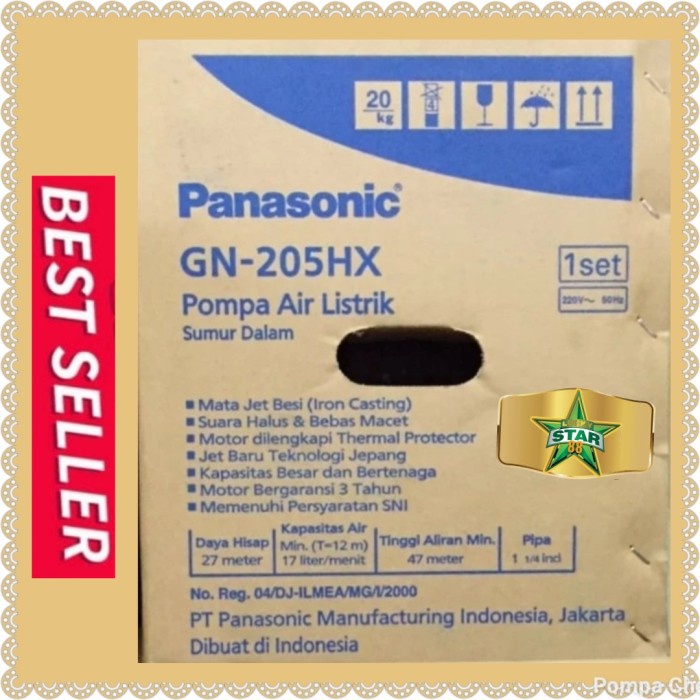 BEST SELLER
20
kg
4
Panasonic
GN-205HX
1set
220V~ 50Hz
Pompa Air Listrik
Sumur Dalam
Mata Jet Besi (Iron Casting)
Suara Halus & Bebas Macet
Motor dilengkapi Thermal Protector
Jet Baru Teknologi Jepang
Kapasitas Besar dan Bertenaga
Motor Bergaransi 3 Tahun
Memenuhi Persyaratan SNI
STAR
88
Daya Hisap
27 meter
Kapasitas Air
Min. (T=12 m)
17 liter/menit
Tinggi Aliran Min.
47 meter
Pipa
1 1/4 inci
No. Reg. 04/DJ-ILMEA/MG/I/2000
PT Panasonic Manufacturing Indonesia, Jakarta
Dibuat di Indonesia
Pompa